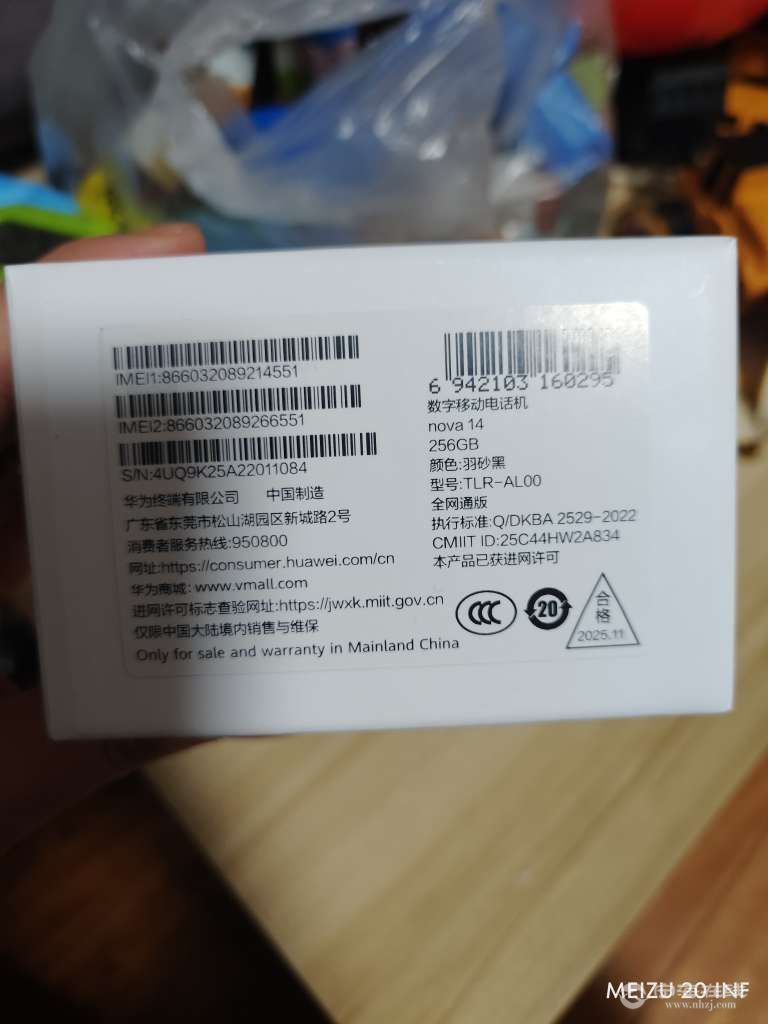 IMEI1:866032089214551
IMEI2:866032089266551
S/N:4UQ9K25A22011084
华为终端有限公司 中国制造
广东省东莞市松山湖园区新城路2号
消费者服务热线:950800
网址:https://consumer.huawei.com/cn
华为商城:www.vmall.com
进网许可标志查验网址:https://jwxk.miit.gov.cn
仅限中国大陆境内销售与维保
Only for sale and warranty in Mainland China
6 942103 160295
数字移动电话机
nova 14
256GB
颜色:羽砂黑
型号:TLR-AL00
全网通版
执行标准:Q/DKBA 2529-2022
CMIIT ID:25C44HW2A834
本产品已获进网许可
CCC
20
合格
2025.11
MEIZU 20 INF
www.nhzj.com